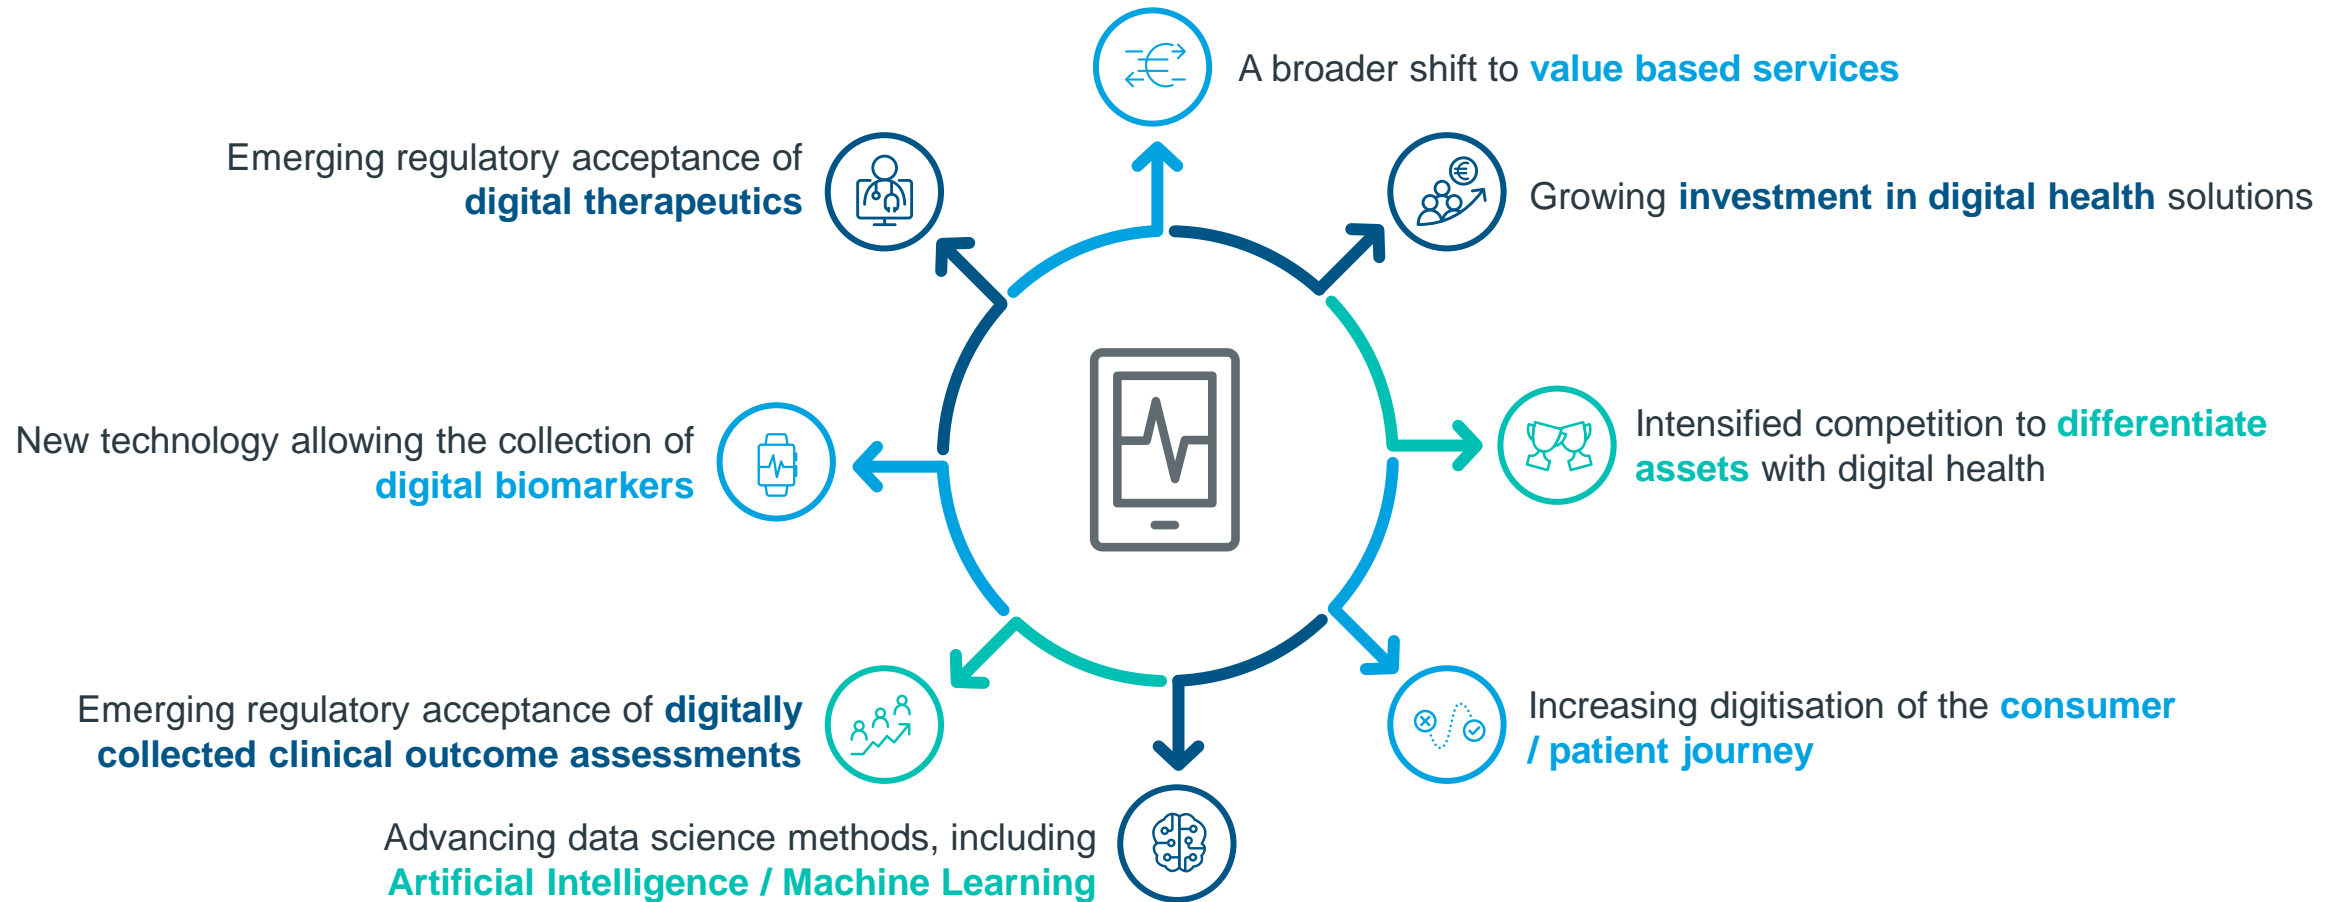 A broader shift to value based services
Emerging regulatory acceptance of
digital therapeutics
Growing investment in digital health solutions
New technology allowing the collection of
digital biomarkers
Intensified competition to differentiate
assets with digital health
Emerging regulatory acceptance of digitally
collected clinical outcome assessments
Increasing digitisation of the consumer
/ patient journey
Advancing data science methods, including
Artificial Intelligence / Machine Learning